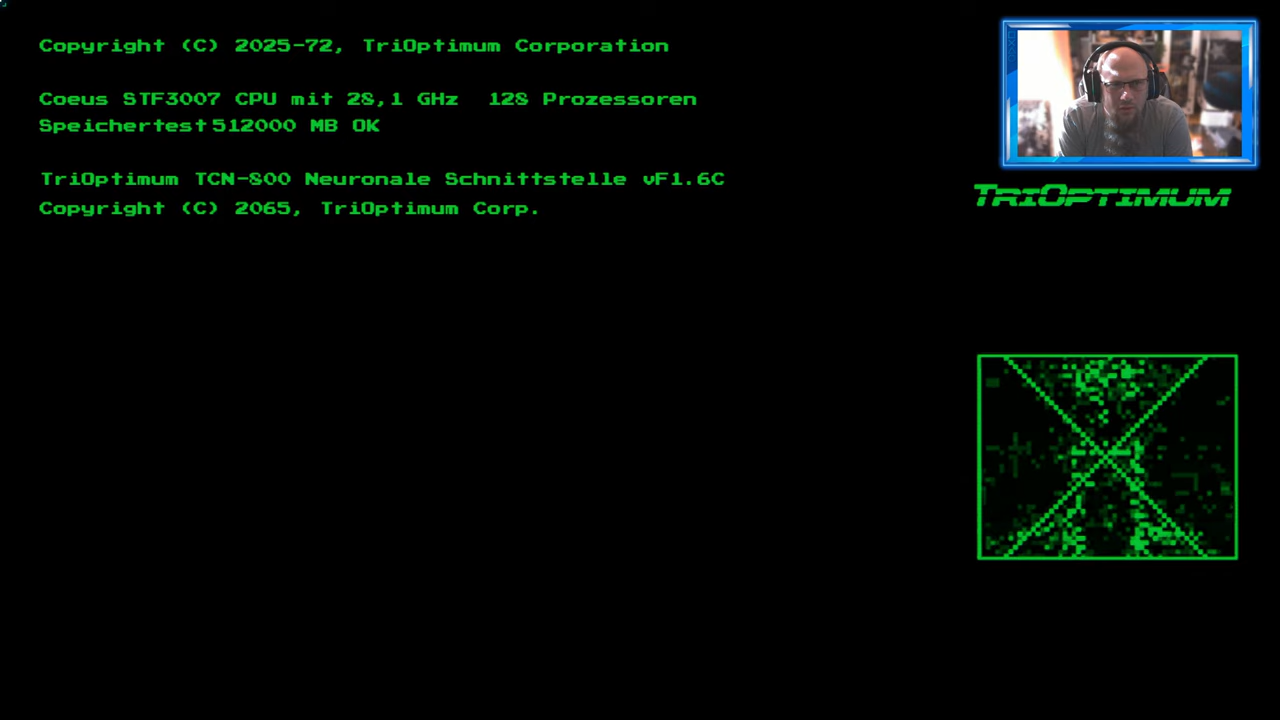 Copyright (C) 2025-72, TriOptimum Corporation
Coeus STF3007 CPU mit 28,1 GHz 128 Prozessoren
Speichertest 512000 MB OK
TriOptimum TCN-800 Neuronale Schnittstelle vF1.6C
Copyright (C) 2065, TriOptimum Corp.
TRIOPTIMUM